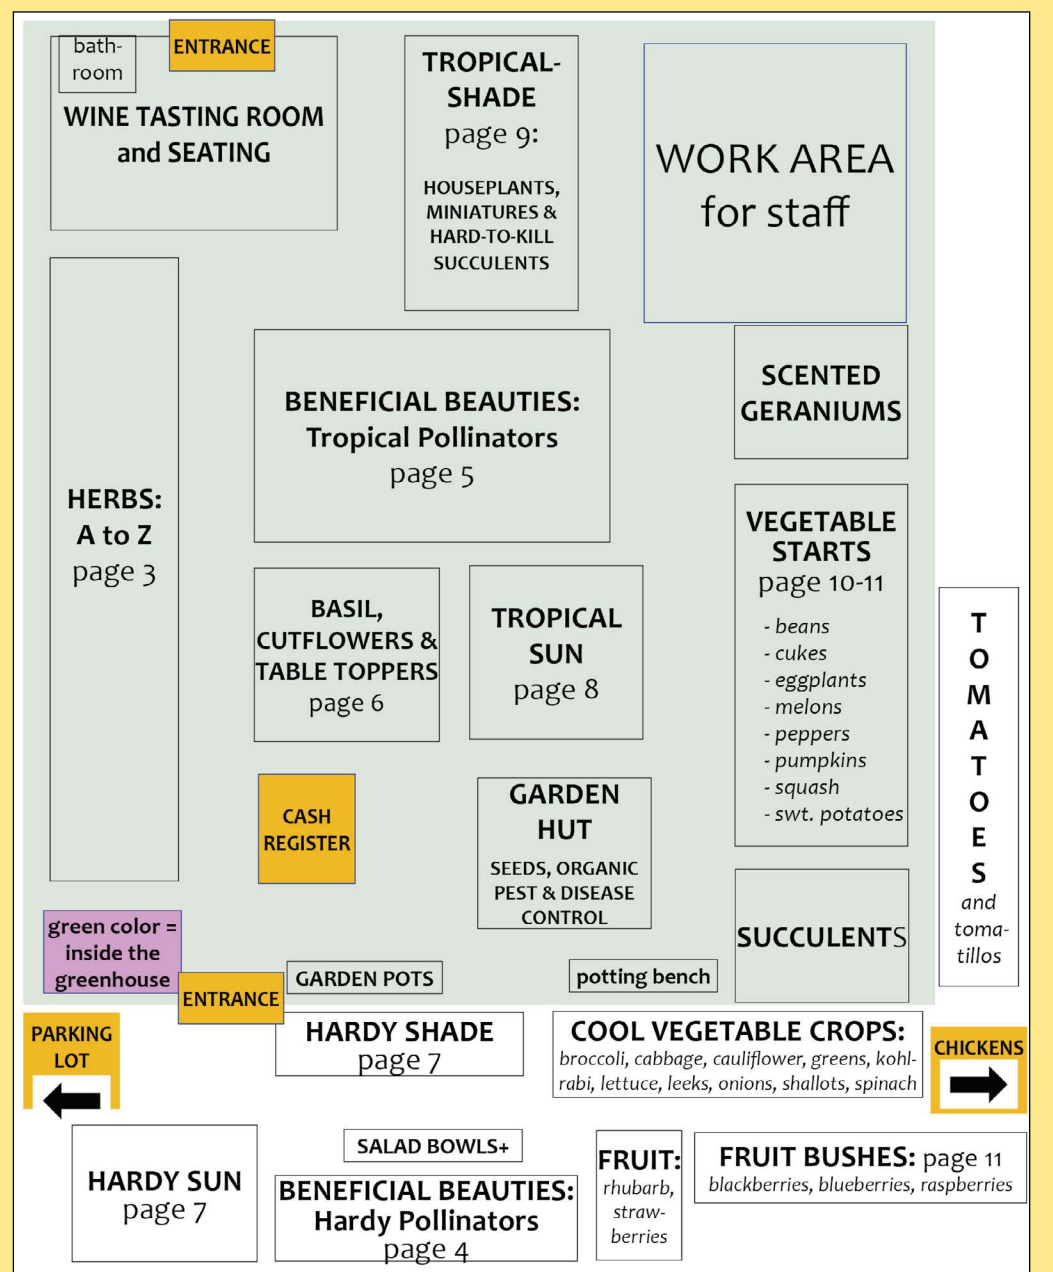 bath-
room
ENTRANCE
WINE TASTING ROOM
and SEATING
TROPICAL-
SHADE
page 9:
HOUSEPLANTS,
MINIATURES &
HARD-TO-KILL
SUCCULENTS
WORK AREA
for staff
HERBS:
A to Z
page 3
BENEFICIAL BEAUTIES:
Tropical Pollinators
page 5
SCENTED
GERANIUMS
BASIL,
CUTFLOWERS &
TABLE TOPPERS
page 6
TROPICAL
SUN
page 8
VEGETABLE
STARTS
page 10-11
- beans
- cukes
- eggplants
- melons
- peppers
- pumpkins
- squash
- swt. potatoes
TOMATOES
and
toma-
tillos
CASH
REGISTER
GARDEN
HUT
SEEDS, ORGANIC
PEST & DISEASE
CONTROL
SUCCULENTS
green color =
inside the
greenhouse
ENTRANCE
GARDEN POTS
potting bench
PARKING
LOT
HARDY SHADE
page 7
COOL VEGETABLE CROPS:
broccoli, cabbage, cauliflower, greens, kohl-
rabi, lettuce, leeks, onions, shallots, spinach
CHICKENS
HARDY SUN
page 7
SALAD BOWLS+
BENEFICIAL BEAUTIES:
Hardy Pollinators
page 4
FRUIT:
rhubarb,
straw-
berries
FRUIT BUSHES: page 11
blackberries, blueberries, raspberries